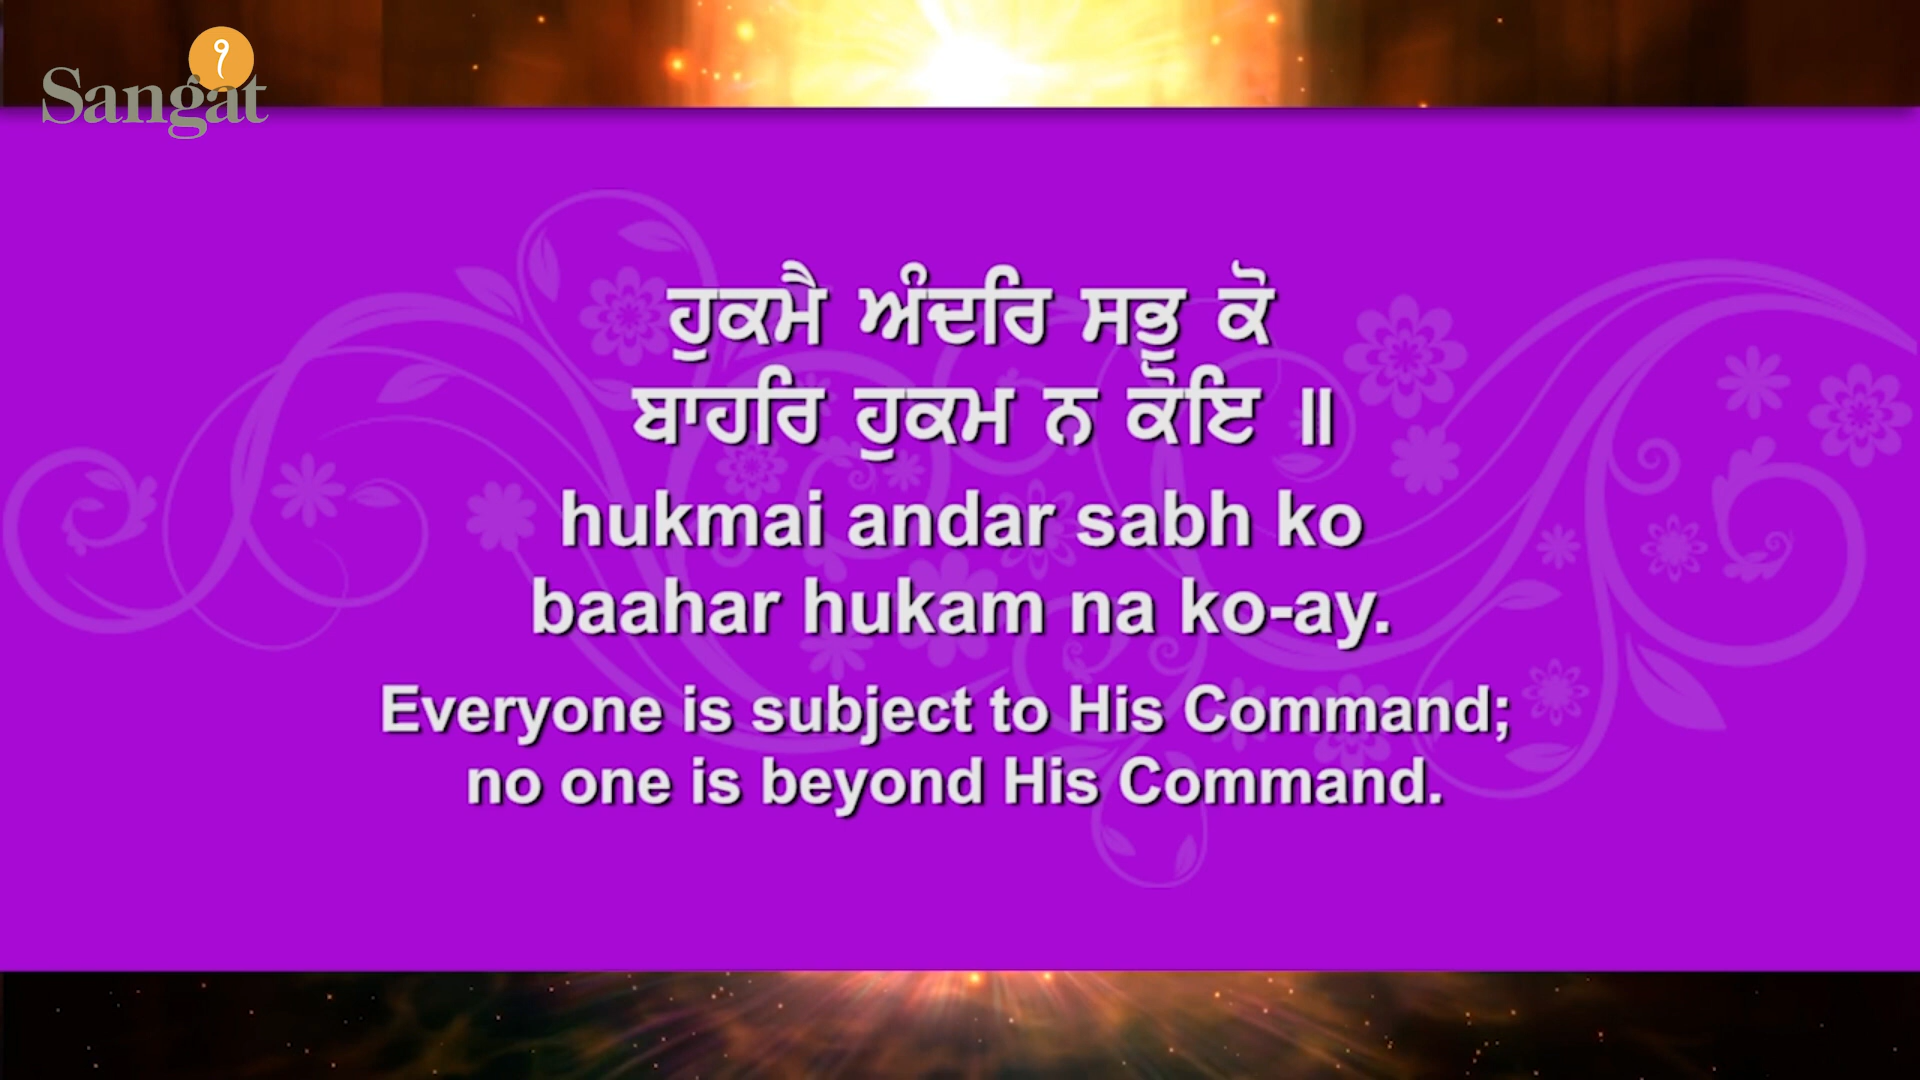 ੧
Sangat
ਹੁਕਮੈ ਅੰਦਰਿ ਸਭੁ ਕੋ
ਬਾਹਰਿ ਹੁਕਮ ਨ ਕੋਇ ॥
hukmai andar sabh ko
baahar hukam na ko-ay.
Everyone is subject to His Command;
no one is beyond His Command.